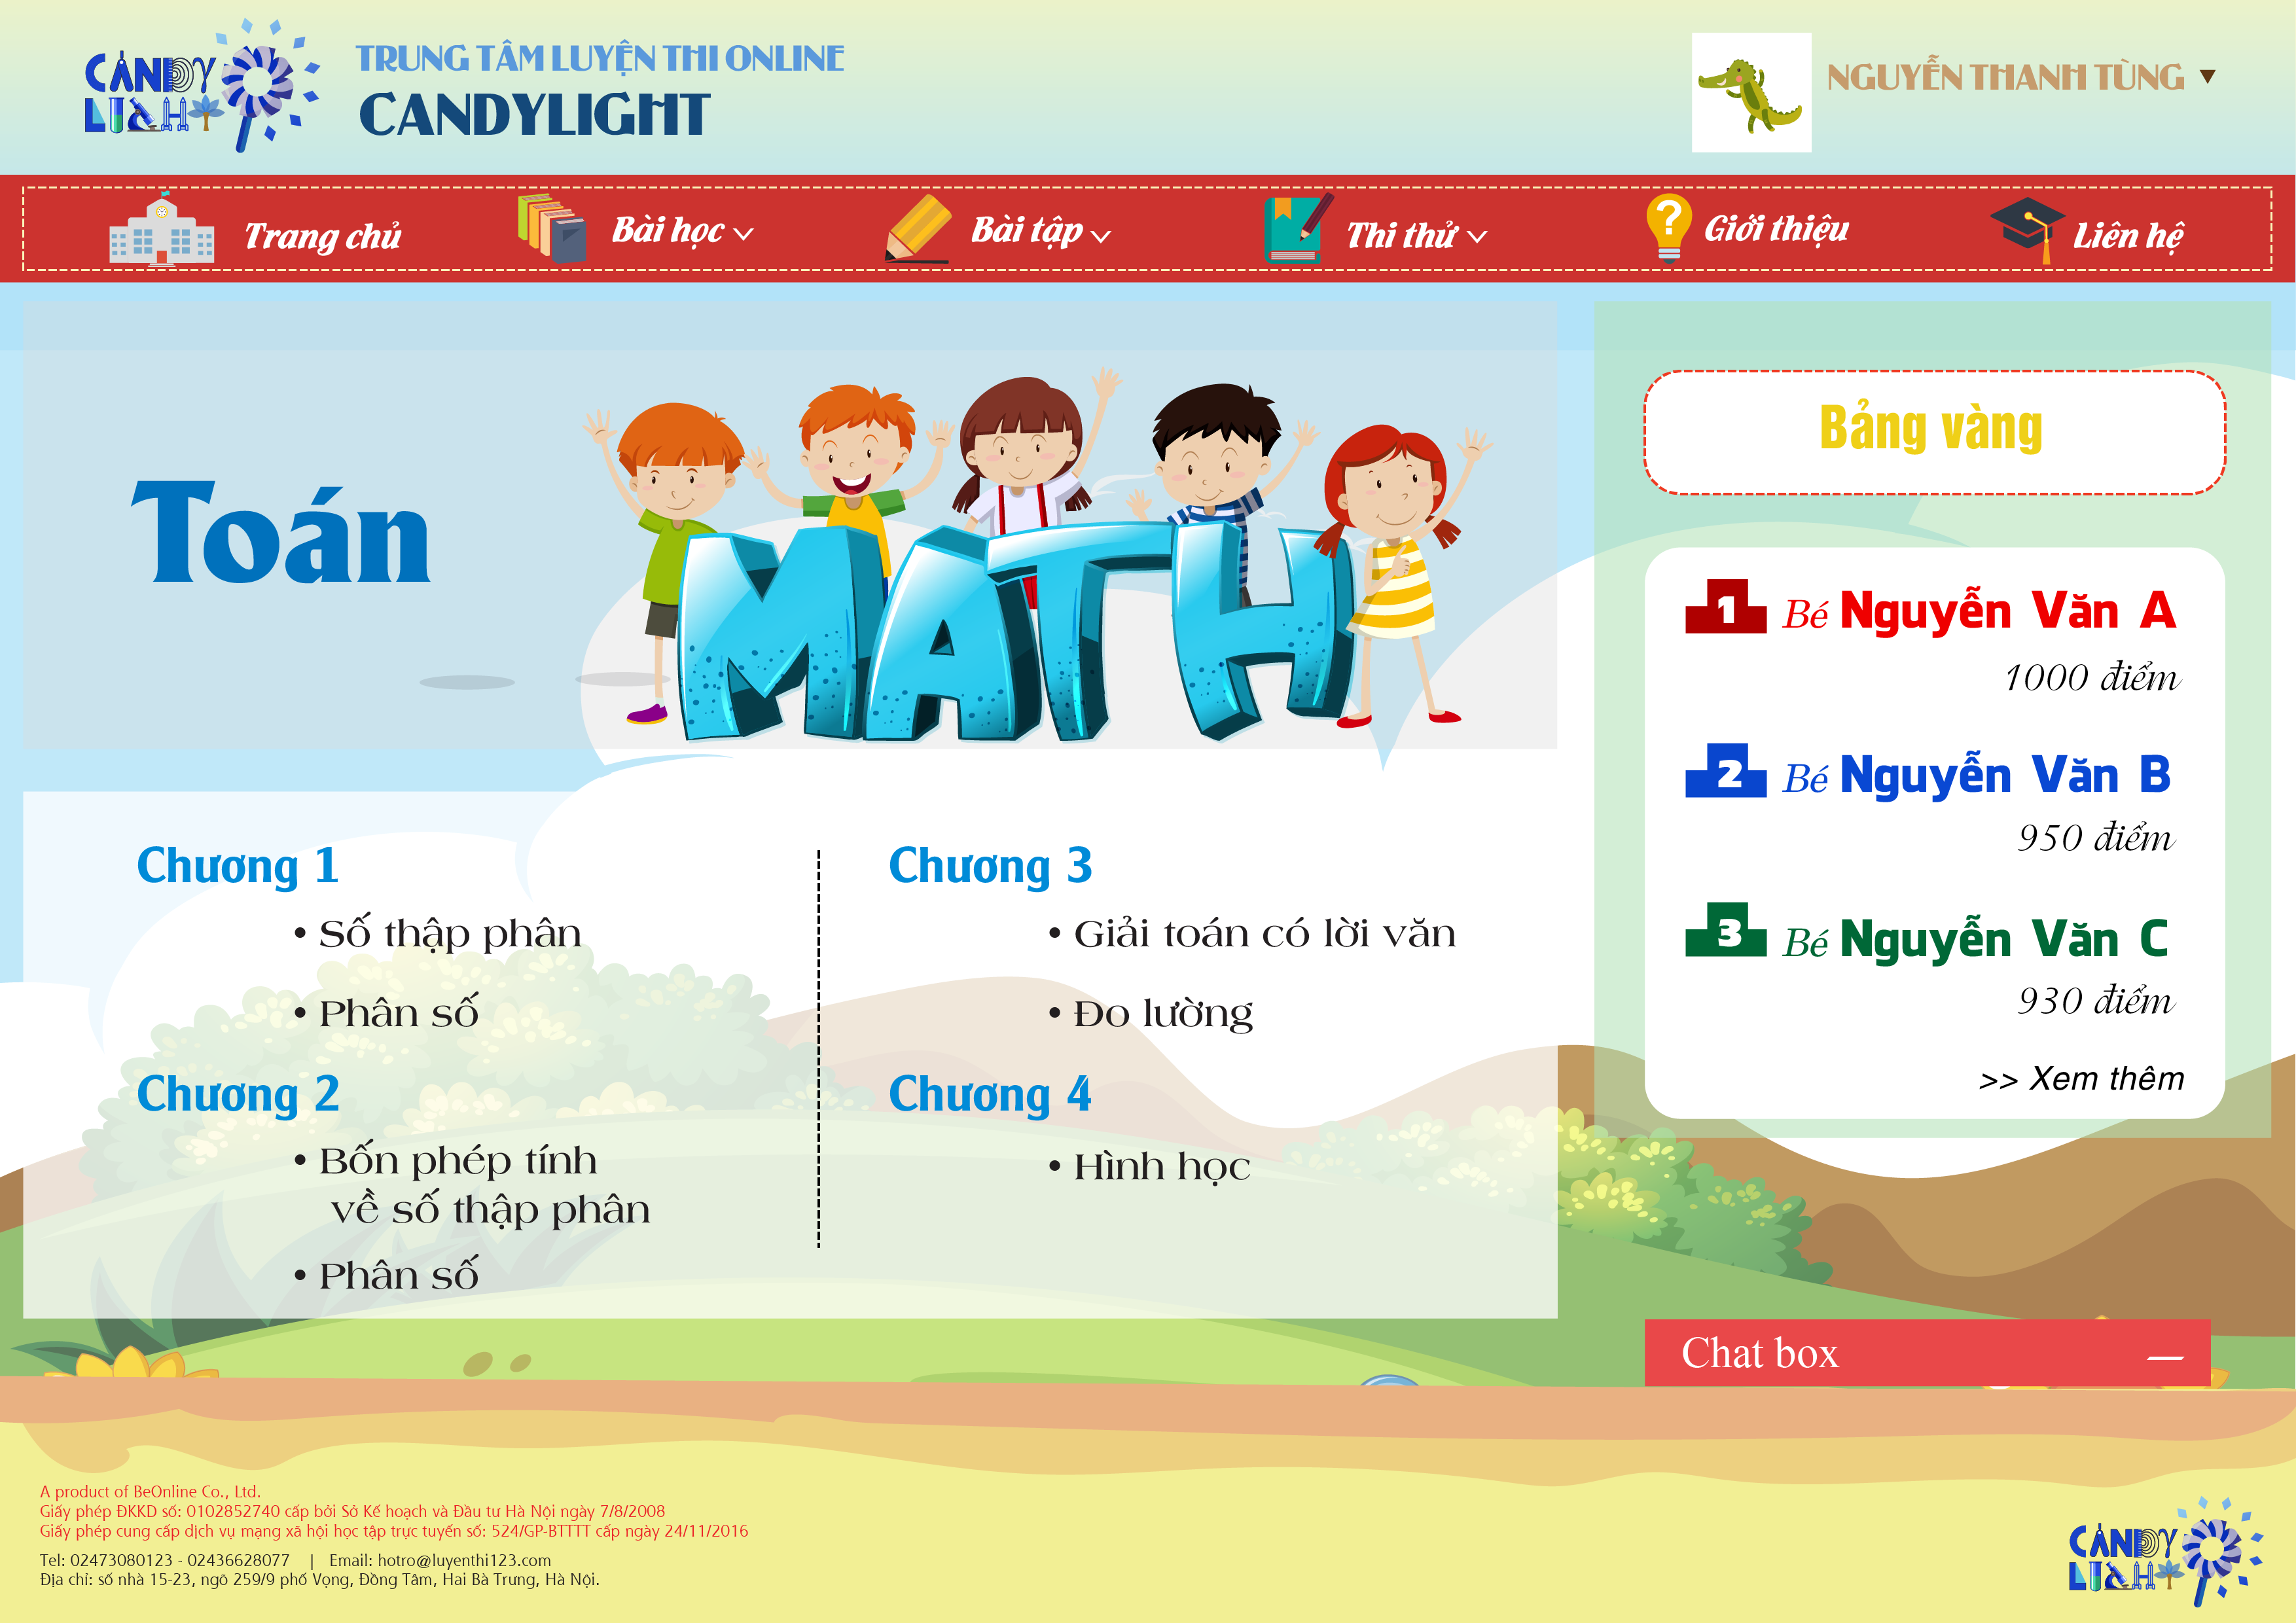 CANDY
LIGHT
TRUNG TÂM LUYỆN THI ONLINE
CANDYLIGHT
NGUYỄN THANH TÙNG
Trang chủ
Bài học
Bài tập
Thi thử
Giới thiệu
Liên hệ
Toán
MATH
Chương 1
• Số thập phân
• Phân số
Chương 2
• Bốn phép tính
về số thập phân
• Phân số
Chương 3
• Giải toán có lời văn
• Đo lường
Chương 4
• Hình học
Bảng vàng
1 Bé Nguyễn Văn A
1000 điểm
2 Bé Nguyễn Văn B
950 điểm
3 Bé Nguyễn Văn C
930 điểm
>> Xem thêm
Chat box
A product of BeOnline Co., Ltd.
Giấy phép ĐKKD số: 0102852740 cấp bởi Sở Kế hoạch và Đầu tư Hà Nội ngày 7/8/2008
Giấy phép cung cấp dịch vụ mạng xã hội học tập trực tuyến số: 524/GP-BTTTT cấp ngày 24/11/2016
Tel: 02473080123 - 02436628077 | Email: hotro@luyenthi123.com
Địa chỉ: số nhà 15-23, ngõ 259/9 phố Vọng, Đồng Tâm, Hai Bà Trưng, Hà Nội.
CANDY
LIGHT